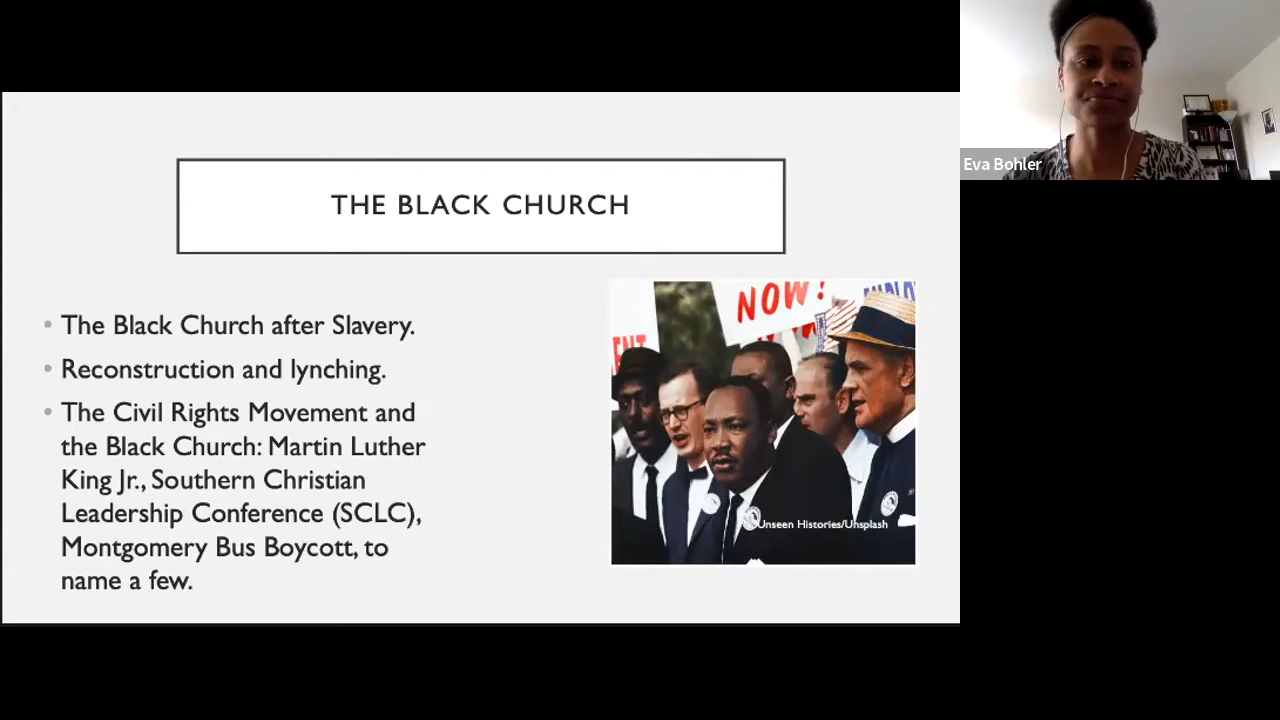 THE BLACK CHURCH
• The Black Church after Slavery.
• Reconstruction and lynching.
• The Civil Rights Movement and
the Black Church: Martin Luther
King Jr., Southern Christian
Leadership Conference (SCLC),
Montgomery Bus Boycott, to
name a few.
NOW!
Unseen Histories/Unsplash
Eva Bohler